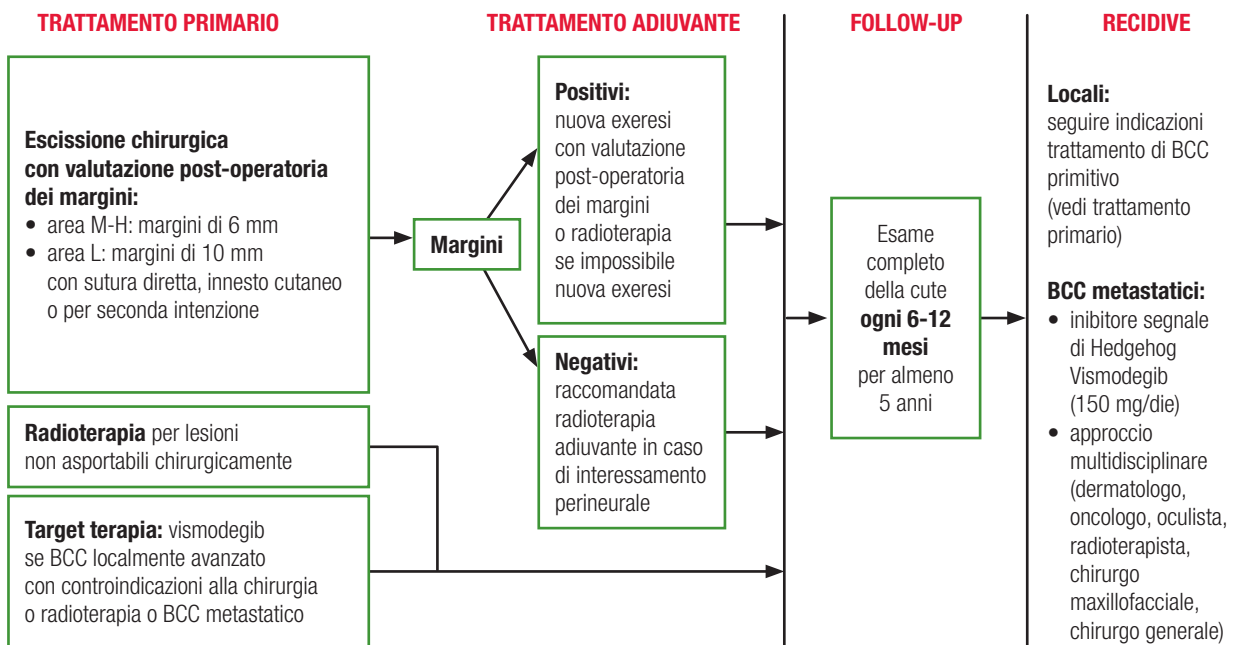 TRATTAMENTO PRIMARIO
Escissione chirurgica
con valutazione post-operatoria
dei margini:
• area M-H: margini di 6 mm
• area L: margini di 10 mm
con sutura diretta, innesto cutaneo
o per seconda intenzione
Radioterapia per lesioni
non asportabili chirurgicamente
Target terapia: vismodegib
se BCC localmente avanzato
con controindicazioni alla chirurgia
o radioterapia o BCC metastatico
TRATTAMENTO ADIUVANTE
Margini
Positivi:
nuova exeresi
con valutazione
post-operatoria
dei margini
o radioterapia
se impossibile
nuova exeresi
Negativi:
raccomandata
radioterapia
adiuvante in caso
di interessamento
perineurale
FOLLOW-UP
Esame
completo
della cute
ogni 6-12
mesi
per almeno
5 anni
RECIDIVE
Locali:
seguire indicazioni
trattamento di BCC
primitivo
(vedi trattamento
primario)
BCC metastatici:
• inibitore segnale
di Hedgehog
Vismodegib
(150 mg/die)
• approccio
multidisciplinare
(dermatologo,
oncologo, oculista,
radioterapista,
chirurgo
maxillofacciale,
chirurgo generale)